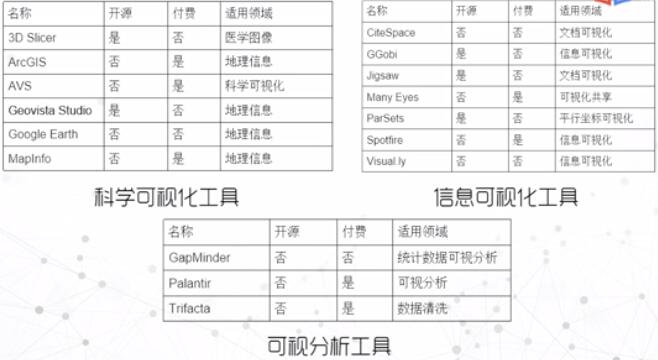 名称 开源 付费 适用领域
3D Slicer 是 否 医学图像
ArcGIS 否 是 地理信息
AVS 否 是 科学可视化
Geovista Studio 是 否 地理信息
Google Earth 否 否 地理信息
MapInfo 否 是 地理信息
科学可视化工具
名称 开源 付费 适用领域
CiteSpace 否 否 文档可视化
GGobi 是 否 信息可视化
Jigsaw 是 否 文档可视化
Many Eyes 否 是 可视化共享
ParSets 是 否 平行坐标可视化
Spotfire 否 是 信息可视化
Visual.ly 否 否 信息可视化
信息可视化工具
名称 开源 付费 适用领域
GapMinder 否 否 统计数据可视分析
Palantir 否 是 可视分析
Trifacta 否 是 数据清洗
可视分析工具